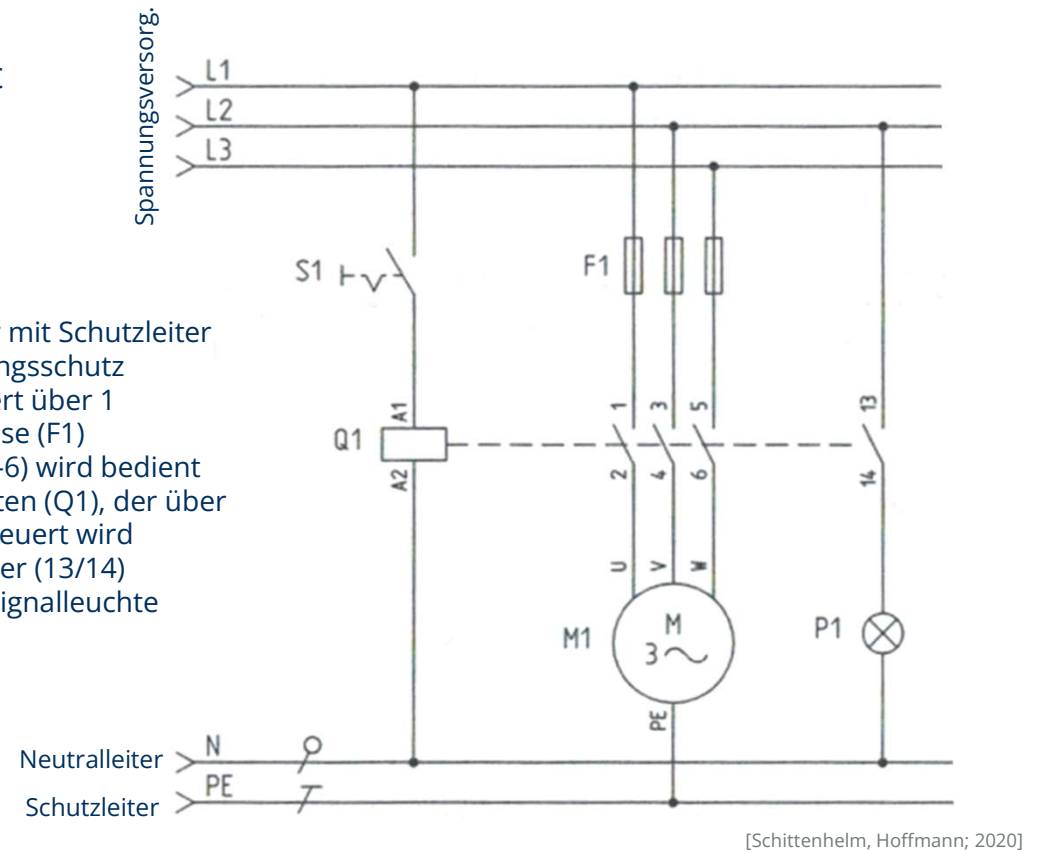 Spannungsversorg.
L1
L2
L3
S1
F1
mit Schutzleiter
ngsschutz
ert über 1
se (F1)
-6) wird bedient
ten (Q1), der über
euert wird
er (13/14)
ignalleuchte
Q1
A1
A2
1
3
5
13
2
4
6
14
U
V
W
M1
M
3
P1
PE
Neutralleiter
N
Schutzleiter
PE
[Schittenhelm, Hoffmann; 2020]